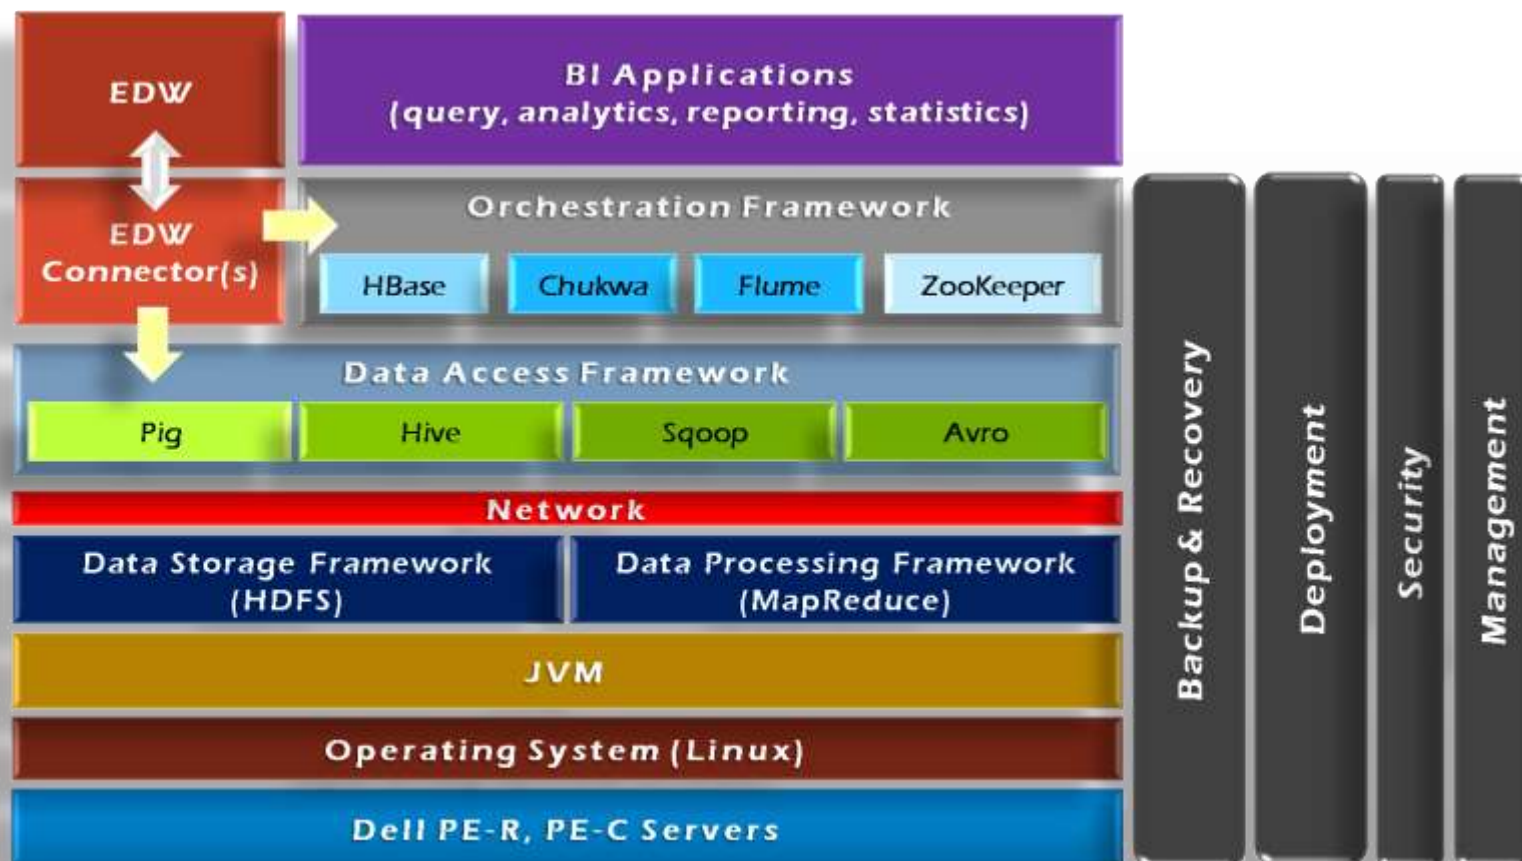 EDW
BI Applications
(query, analytics, reporting, statistics)
EDW
Connector(s)
Orchestration Framework
HBase
Chukwa
Flume
ZooKeeper
Data Access Framework
Pig
Hive
Sqoop
Avro
Network
Data Storage Framework
(HDFS)
Data Processing Framework
(MapReduce)
JVM
Operating System (Linux)
Dell PE-R, PE-C Servers
Backup & Recovery
Deployment
Security
Management